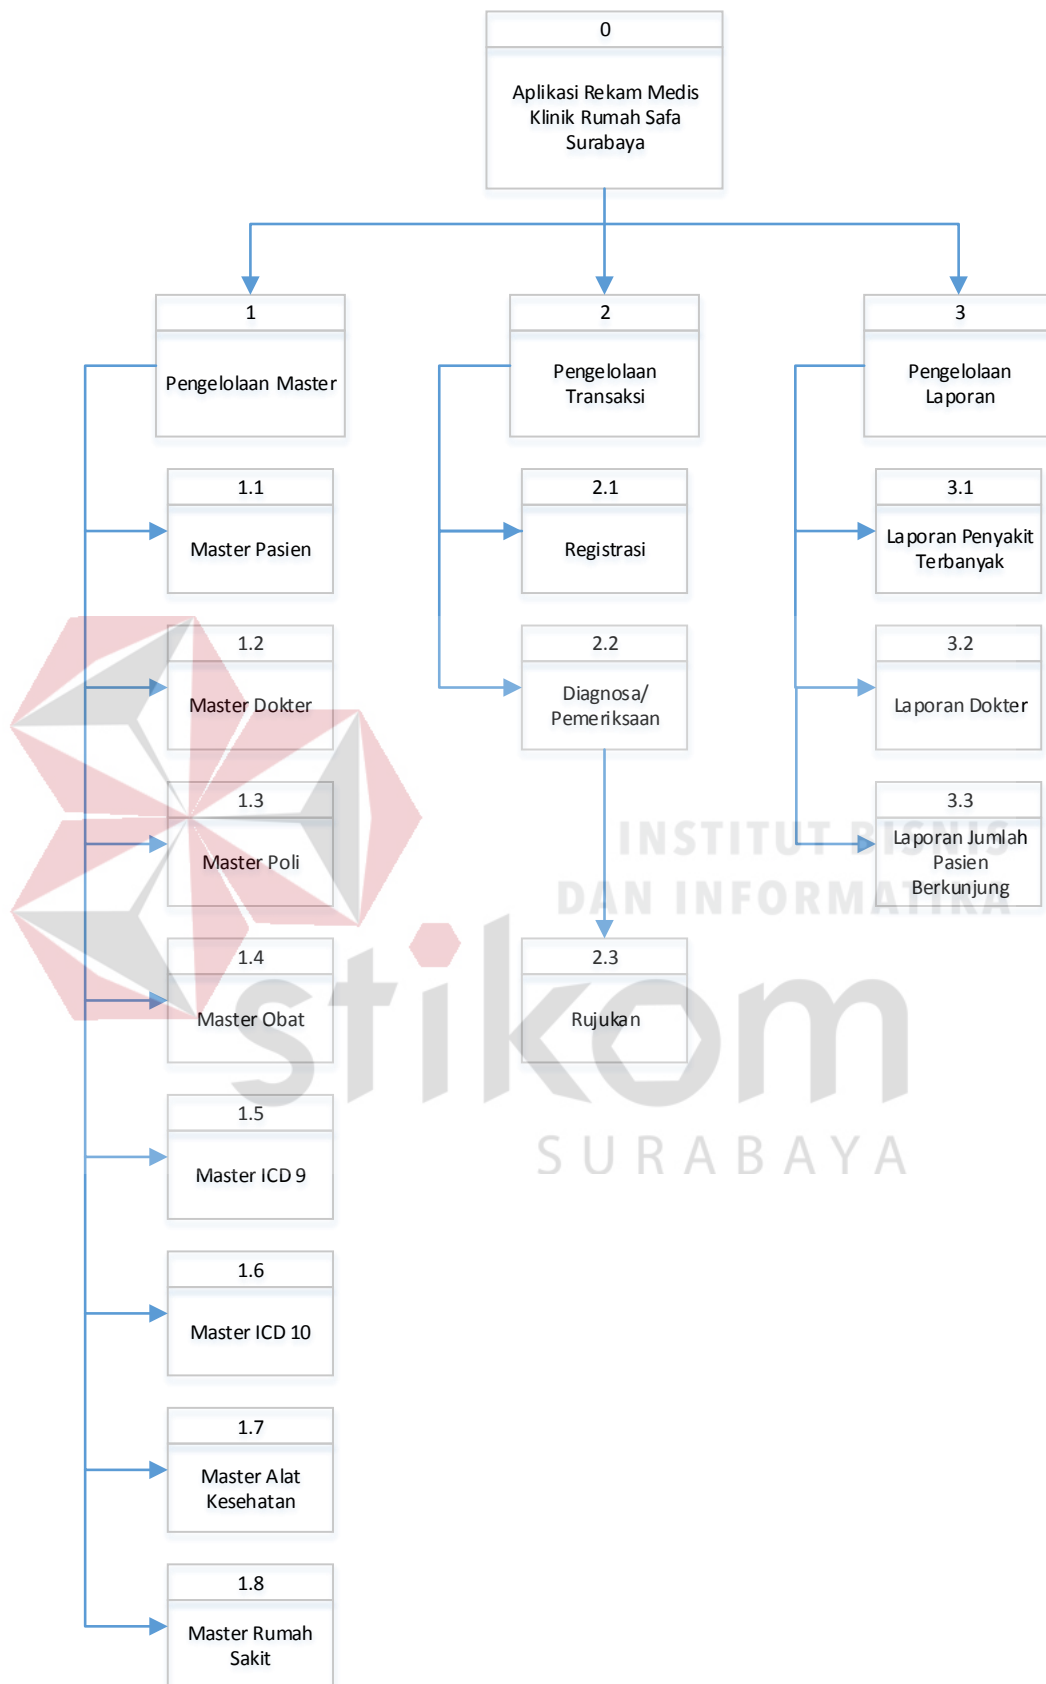 0
Aplikasi Rekam Medis
Klinik Rumah Safa
Surabaya
1
Pengelolaan Master
2
Pengelolaan
Transaksi
3
Pengelolaan
Laporan
1.1
Master Pasien
2.1
Registrasi
3.1
Laporan Penyakit
Terbanyak
1.2
Master Dokter
2.2
Diagnosa/
Pemeriksaan
3.2
Laporan Dokter
1.3
Master Poli
3.3
Laporan Jumlah
Pasien
Berkunjung
INSTITUT BISNIS
DAN INFORMATIKA
1.4
Master Obat
2.3
Rujukan
stikom
SURABAYA
1.5
Master ICD 9
1.6
Master ICD 10
1.7
Master Alat
Kesehatan
1.8
Master Rumah
Sakit